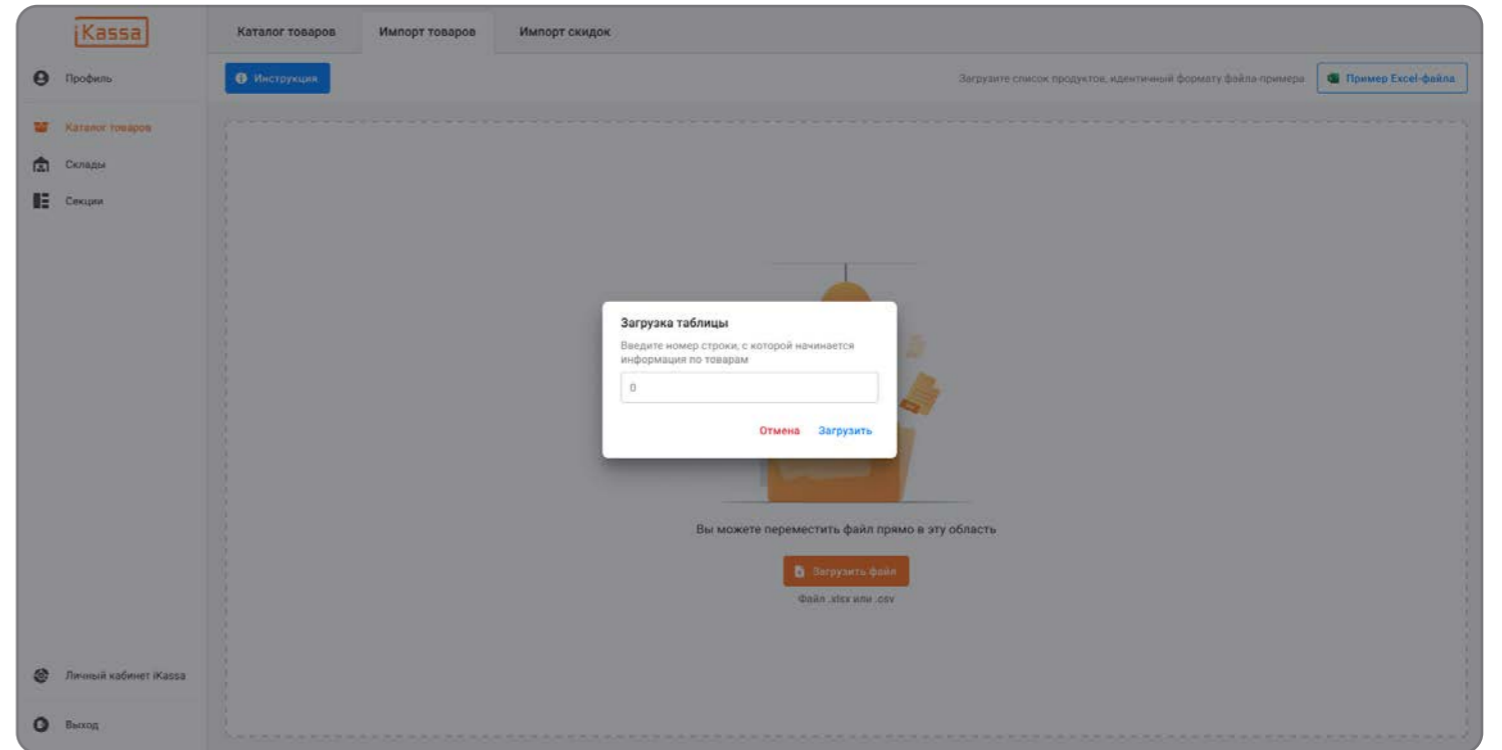 iKassa
Каталог товаров
Импорт товаров
Импорт скидок
Профиль
Инструкция
Загрузите список продуктов, идентичный формату файла-примера
Пример Excel-файла
Каталог товаров
Склады
Секции
Загрузка таблицы
Введите номер строки, с которой начинается
информация по товарам
0
Отмена
Загрузить
Вы можете переместить файл прямо в эту область
Загрузить файл
Файл .xlsx или .csv
Личный кабинет iKassa
Выход